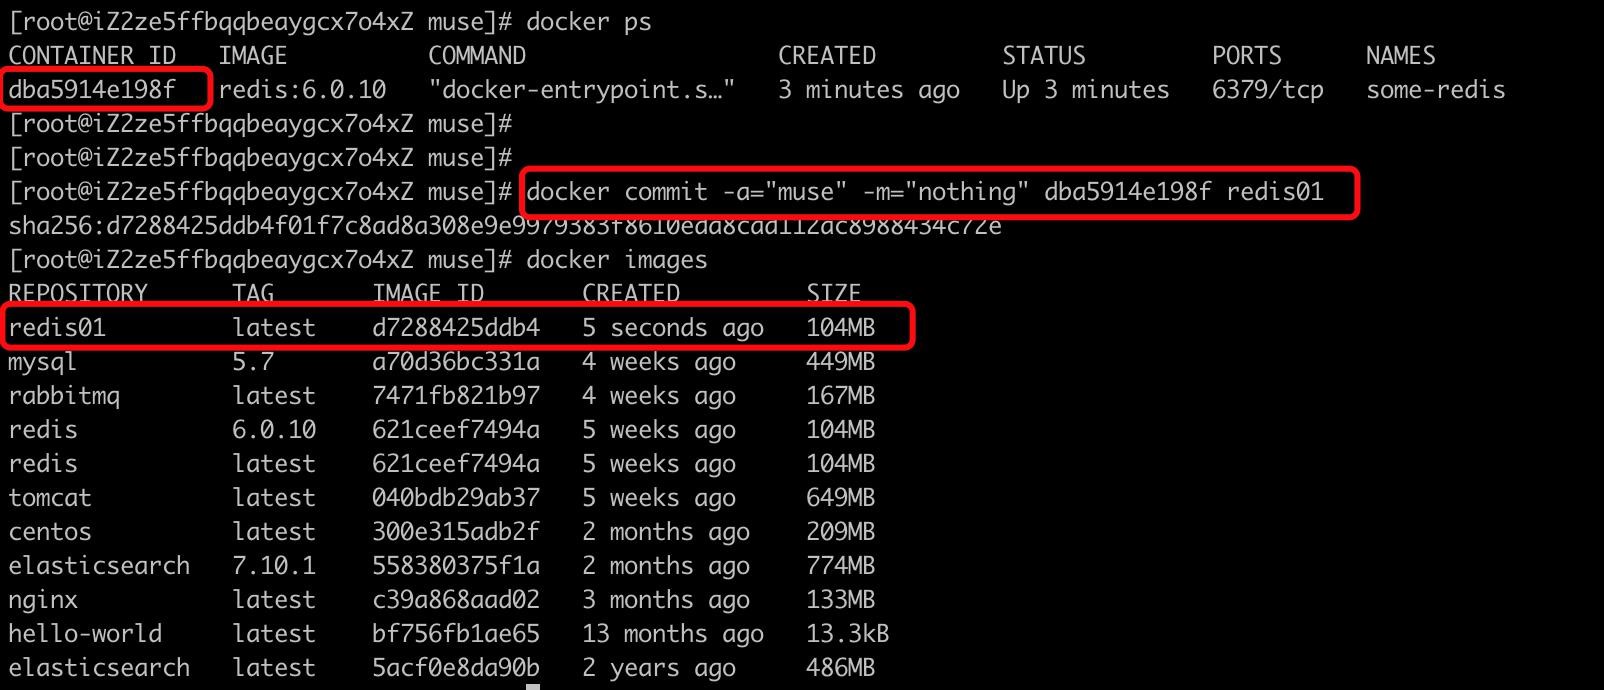 [root@iZ2ze5ffbqqbeaygcx7o4xZ muse]# docker ps
CONTAINER ID   IMAGE          COMMAND                  CREATED         STATUS         PORTS      NAMES
dba5914e198f   redis:6.0.10   "docker-entrypoint.s…"   3 minutes ago   Up 3 minutes   6379/tcp   some-redis
[root@iZ2ze5ffbqqbeaygcx7o4xZ muse]#
[root@iZ2ze5ffbqqbeaygcx7o4xZ muse]#
[root@iZ2ze5ffbqqbeaygcx7o4xZ muse]# docker commit -a="muse" -m="nothing" dba5914e198f redis01
sha256:d7288425ddb4f01f7c8ad8a308e9e9979383f8610eda8cad112ac8988434c72e
[root@iZ2ze5ffbqqbeaygcx7o4xZ muse]# docker images
REPOSITORY      TAG       IMAGE ID       CREATED         SIZE
redis01         latest    d7288425ddb4   5 seconds ago   104MB
mysql           5.7       a70d36bc331a   4 weeks ago     449MB
rabbitmq        latest    7471fb821b97   4 weeks ago     167MB
redis           6.0.10    621ceef7494a   5 weeks ago     104MB
redis           latest    621ceef7494a   5 weeks ago     104MB
tomcat          latest    040bdb29ab37   5 weeks ago     649MB
centos          latest    300e315adb2f   2 months ago    209MB
elasticsearch   7.10.1    558380375f1a   2 months ago    774MB
nginx           latest    c39a868aad02   3 months ago    133MB
hello-world     latest    bf756fb1ae65   13 months ago   13.3kB
elasticsearch   latest    5acf0e8da90b   2 years ago     486MB